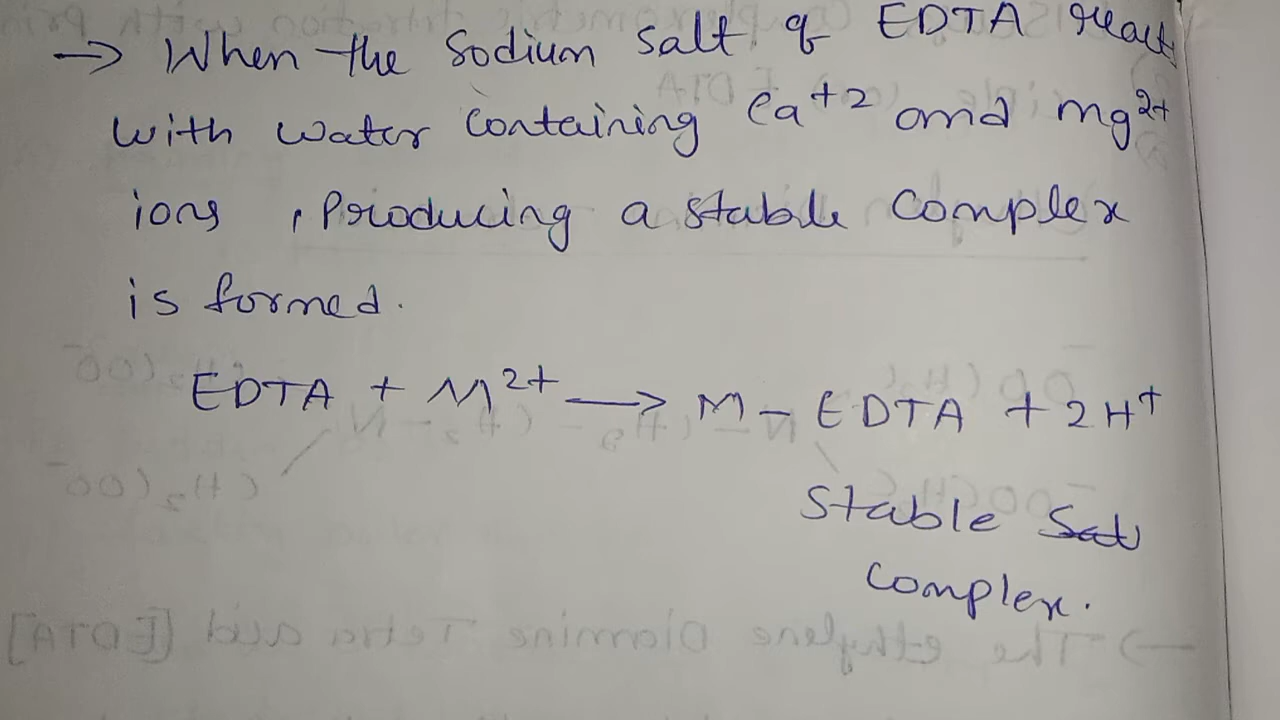 → When the Sodium Salt of EDTA react
with water Containing Ca+2 and mg2+
ions , Producing a stable Complex
is formed.
EDTA + M2+ → M - EDTA + 2H+
Stable
Complex.